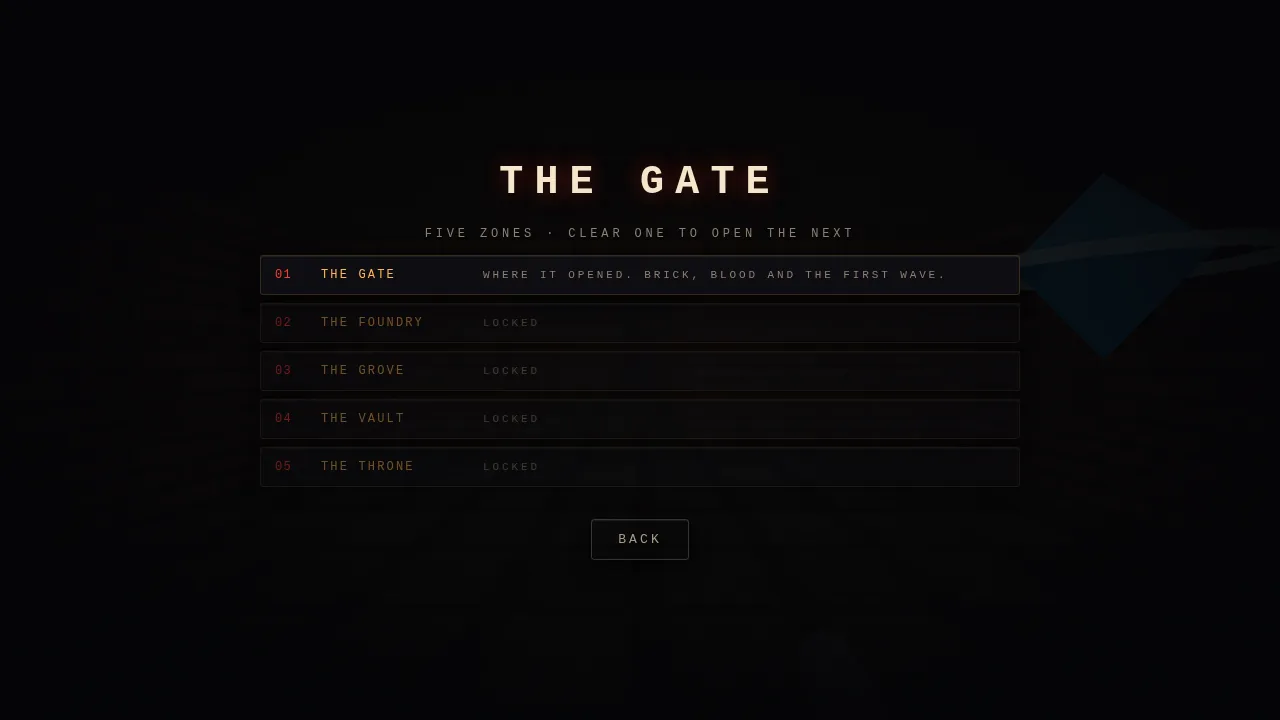 THE GATE
FIVE ZONES · CLEAR ONE TO OPEN THE NEXT
01 THE GATE WHERE IT OPENED. BRICK, BLOOD AND THE FIRST WAVE.
02 THE FOUNDRY LOCKED
03 THE GROVE LOCKED
04 THE VAULT LOCKED
05 THE THRONE LOCKED
BACK